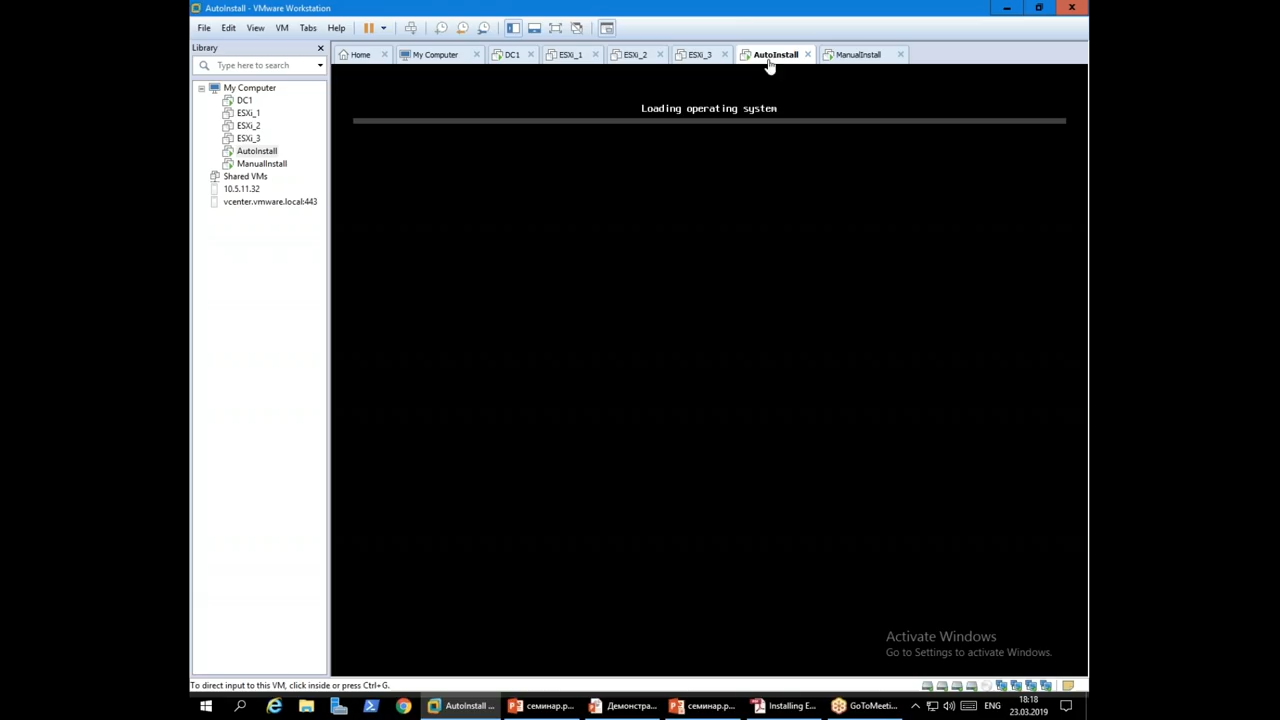 AutoInstall - VMware Workstation
File Edit View VM Tabs Help
Library
Type here to search
Home My Computer DC1 ESXi_1 ESXi_2 ESXi_3 AutoInstall ManualInstall
My Computer
DC1
ESXi_1
ESXi_2
ESXi_3
AutoInstall
ManualInstall
Shared VMs
10.5.11.32
vcenter.vmware.local:443
Loading operating system
Activate Windows
Go to Settings to activate Windows.
To direct input to this VM, click inside or press Ctrl+G.
AutoInstall ... семинар.p... Демонстра... семинар.p... Installing E... GoToMeeti... ENG 18:18
23.03.2019